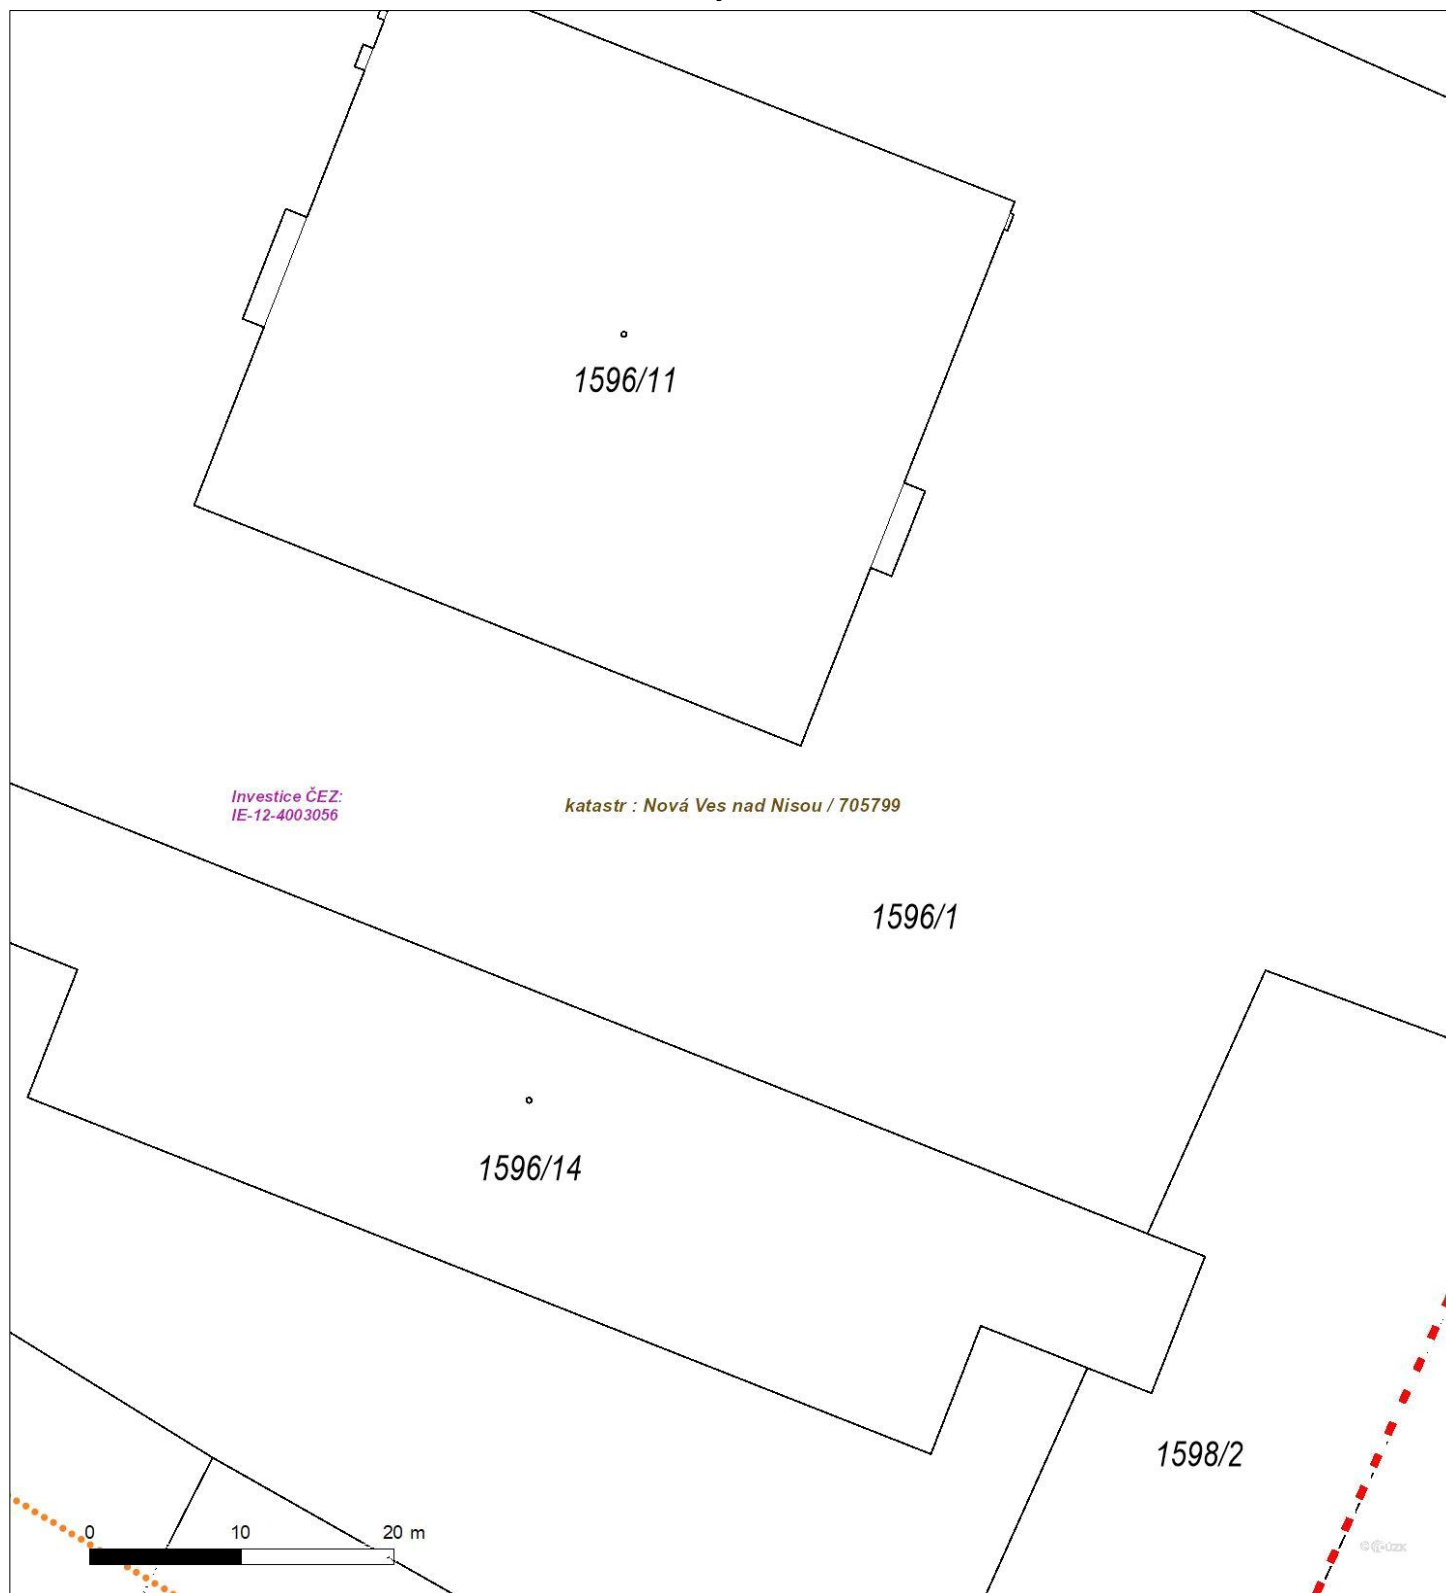 1596/11
Investice ČEZ:
IE-12-4003056
katastr : Nová Ves nad Nisou / 705799
1596/1
1596/14
1598/2
0 10 20 m